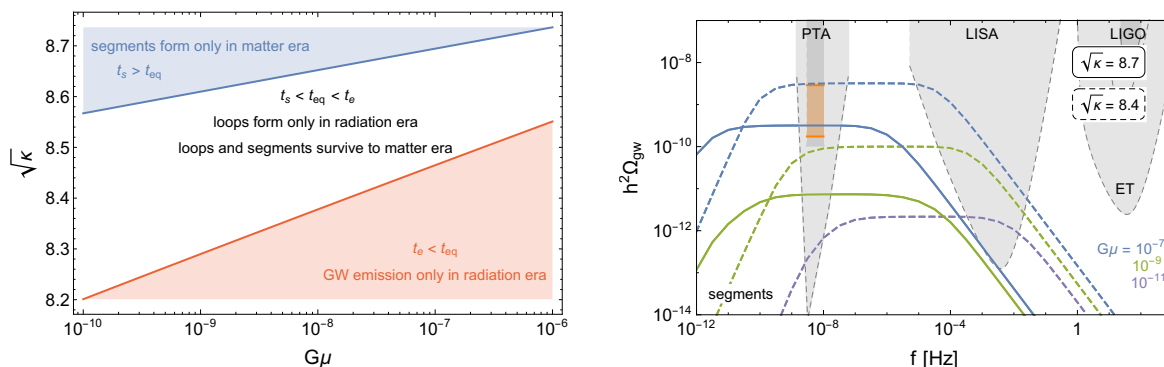 8.7
8.6
8.5
8.4
8.3
8.2
√κ
segments form only in matter era
t_s > t_eq
t_s < t_eq < t_e
loops form only in radiation era
loops and segments survive to matter era
t_e < t_eq
GW emission only in radiation era
10⁻¹⁰ 10⁻⁹ 10⁻⁸ 10⁻⁷ 10⁻⁶
Gμ
10⁻⁶
10⁻⁸
10⁻¹⁰
10⁻¹²
10⁻¹⁴
h²Ω_gw
PTA LISA LIGO
√κ = 8.7
√κ = 8.4
ET
Gμ = 10⁻⁷
10⁻⁹
10⁻¹¹
segments
10⁻¹² 10⁻⁸ 10⁻⁴ 1
f [Hz]